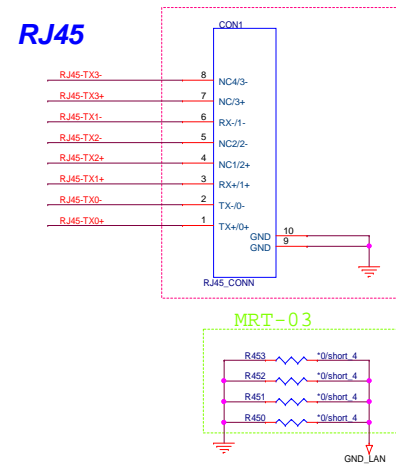 RJ45
CON1
RJ45-TX3- 8 NC4/3-
RJ45-TX3+ 7 NC/3+
RJ45-TX1- 6 RX-/1-
RJ45-TX2- 5 NC2/2-
RJ45-TX2+ 4 NC1/2+
RJ45-TX1+ 3 RX+/1+
RJ45-TX0- 2 TX-/0-
RJ45-TX0+ 1 TX+/0+
GND 10
GND 9
RJ45_CONN
MRT-03
R453 *0/short_4
R452 *0/short_4
R451 *0/short_4
R450 *0/short_4
GND_LAN